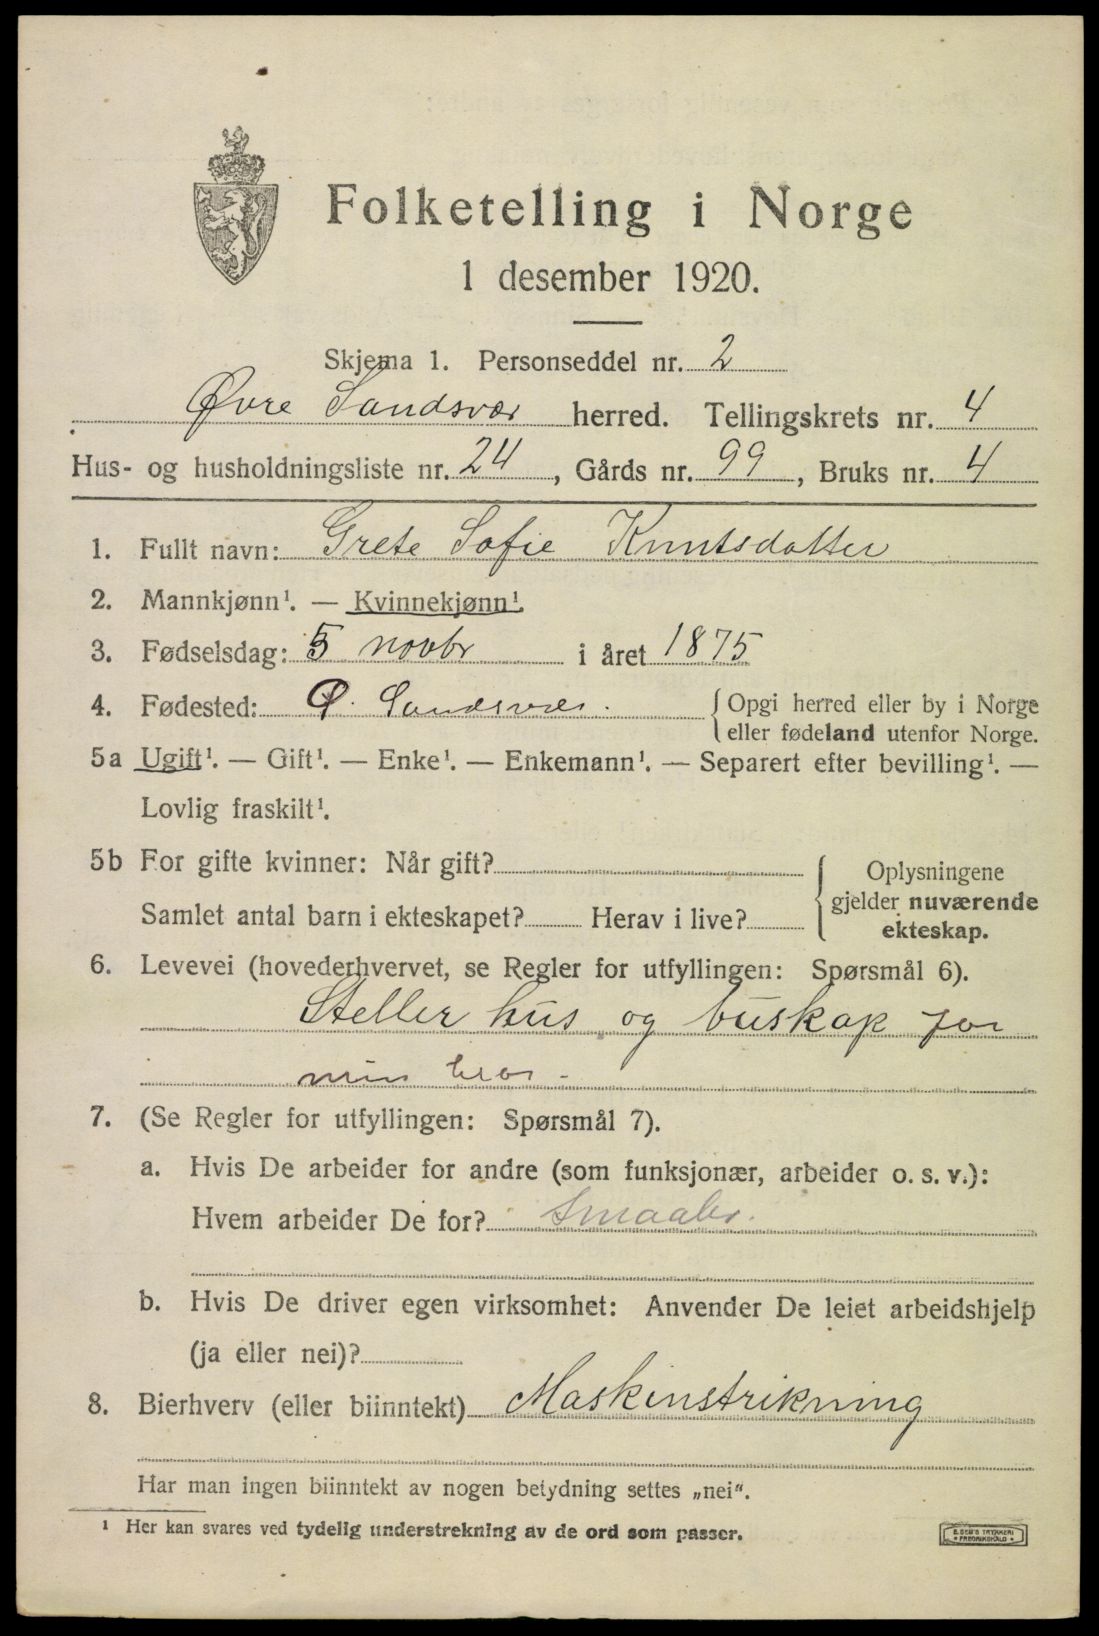 Folketelling i Norge
1 desember 1920.
Skjema 1. Personseddel nr. 2
Øvre Sandsvær herred. Tellingskrets nr. 4
Hus- og husholdningsliste nr. 24, Gårds nr. 99, Bruks nr. 4
1. Fullt navn: Grete Sofie Knutsdatter
2. Mannkjønn¹. — Kvinnekjønn¹.
3. Fødselsdag: 5 novbr i året 1875
4. Fødested: Ø. Sandsvær. { Opgi herred eller by i Norge
eller fødeland utenfor Norge.
5a Ugift¹. — Gift¹. — Enke¹. — Enkemann¹. — Separert efter bevilling¹. —
Lovlig fraskilt¹.
5b For gifte kvinner: Når gift?
Samlet antal barn i ekteskapet? Herav i live?
{ Oplysningene
gjelder nuværende
ekteskap.
6. Levevei (hovederhvervet, se Regler for utfyllingen: Spørsmål 6).
Steller hus og buskap for
min bror.
7. (Se Regler for utfyllingen: Spørsmål 7).
a. Hvis De arbeider for andre (som funksjonær, arbeider o. s. v.):
Hvem arbeider De for? Smaabr.
b. Hvis De driver egen virksomhet: Anvender De leiet arbeidshjelp
(ja eller nei)?
8. Bierhverv (eller biinntekt) Maskinstrikning
Har man ingen biinntekt av nogen betydning settes „nei“.
¹ Her kan svares ved tydelig understrekning av de ord som passer.
E. SEM'S TRYKKERI
FREDRIKSHALD